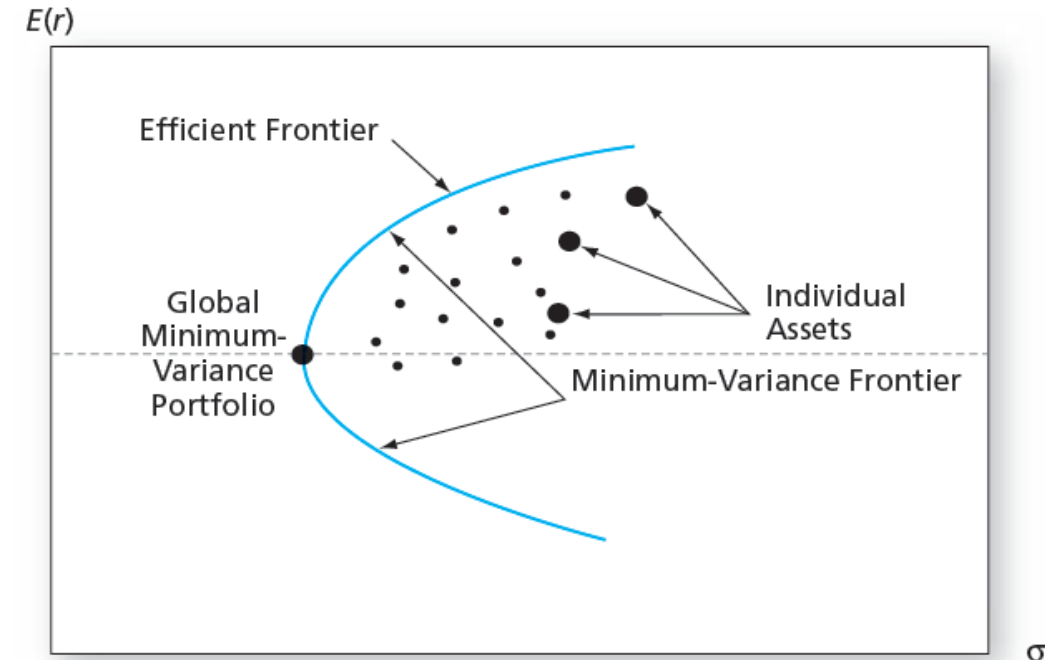 E(r)
Efficient Frontier
Global
Minimum-
Variance
Portfolio
Individual
Assets
Minimum-Variance Frontier
σ